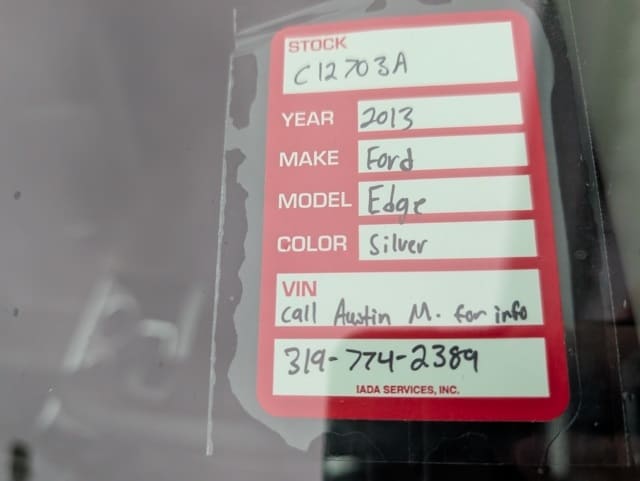 STOCK
C12703A
YEAR 2013
MAKE Ford
MODEL Edge
COLOR Silver
VIN
Call Austin M. for info
319-774-2389
IADA SERVICES, INC.